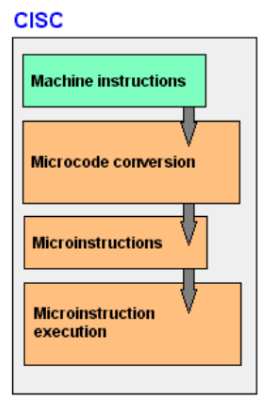 CISC
Machine instructions
Microcode conversion
Microinstructions
Microinstruction
execution